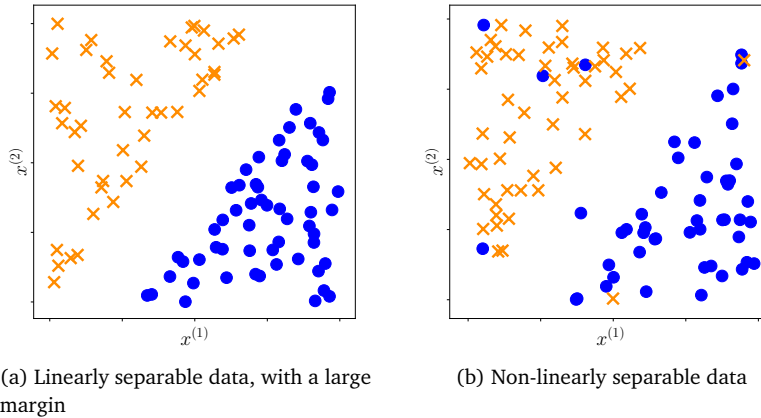 x^{(2)}
x^{(1)}
(a) Linearly separable data, with a large
margin
x^{(2)}
x^{(1)}
(b) Non-linearly separable data